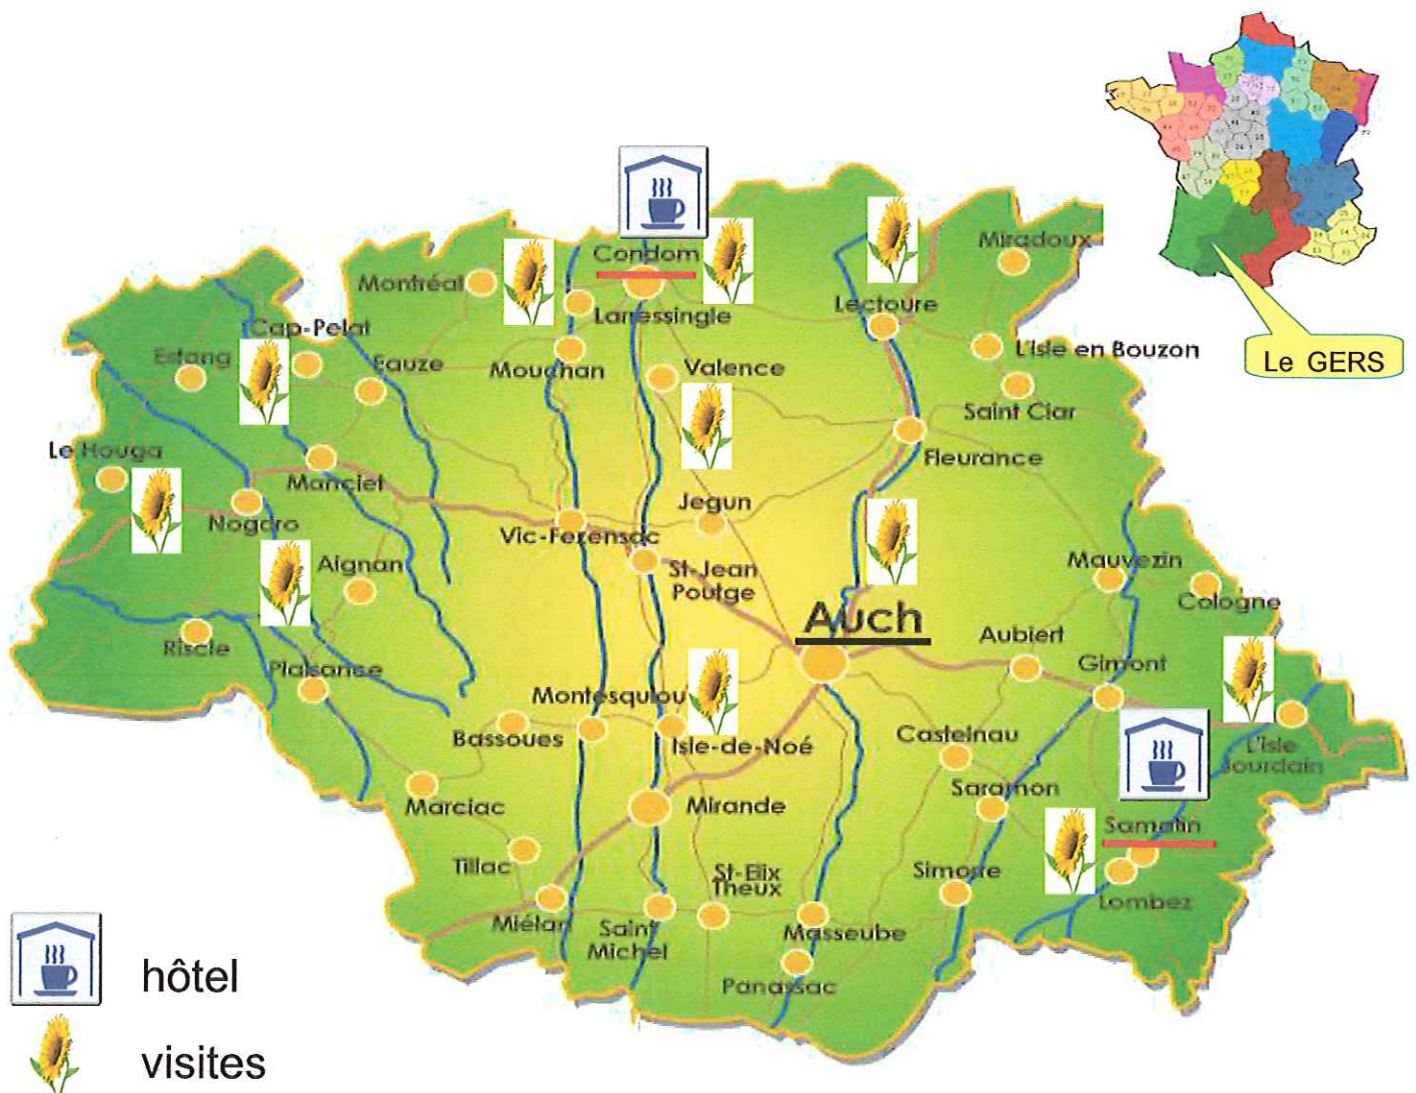 Condom
Miradoux
Montréal
Larressingle
Lectoure
Cap-Pelat
Estang
Eauze
Mouchan
Valence
L'Isle en Bouzon
Le GERS
Saint Clar
Le Houga
Manciet
Fleurance
Nogaro
Jegun
Vic-Fezensac
Aignan
St-Jean
Poutge
Mauvezin
Cologne
Auch
Riscle
Plaisance
Aubiert
Gimont
Montesquiou
Bassoues
Isle-de-Noé
Castelnau
L'Isle
Jourdain
Marciac
Mirande
Saramon
Samatan
Tillac
St-Elix
Theux
Simorre
Lombez
Miélan
Saint
Michel
Masseube
Panassac
hôtel
visites